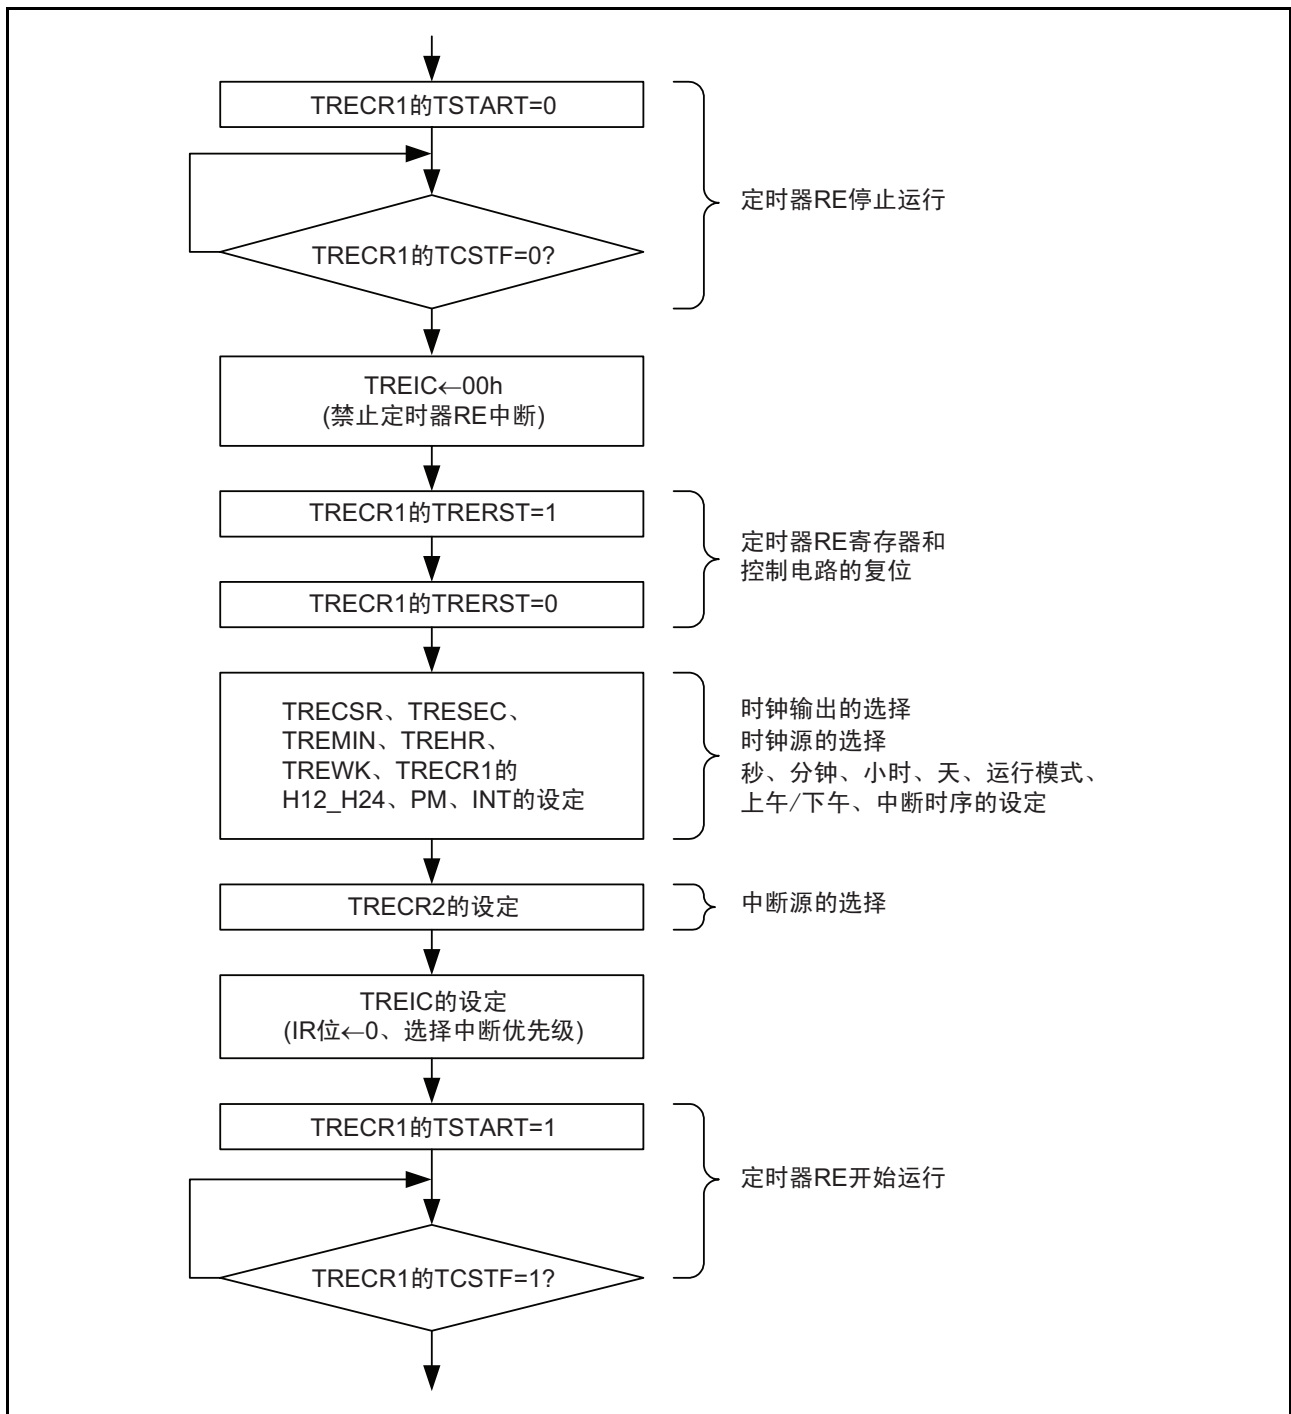 TRECR1的TSTART=0
TRECR1的TCSTF=0?
定时器RE停止运行
TREIC←00h
(禁止定时器RE中断)
TRECR1的TRERST=1
TRECR1的TRERST=0
定时器RE寄存器和
控制电路的复位
TRECSR、TRESEC、
TREMIN、TREHR、
TREWK、TRECR1的
H12_H24、PM、INT的设定
时钟输出的选择
时钟源的选择
秒、分钟、小时、天、运行模式、
上午/下午、中断时序的设定
TRECR2的设定
中断源的选择
TREIC的设定
(IR位←0、选择中断优先级)
TRECR1的TSTART=1
TRECR1的TCSTF=1?
定时器RE开始运行